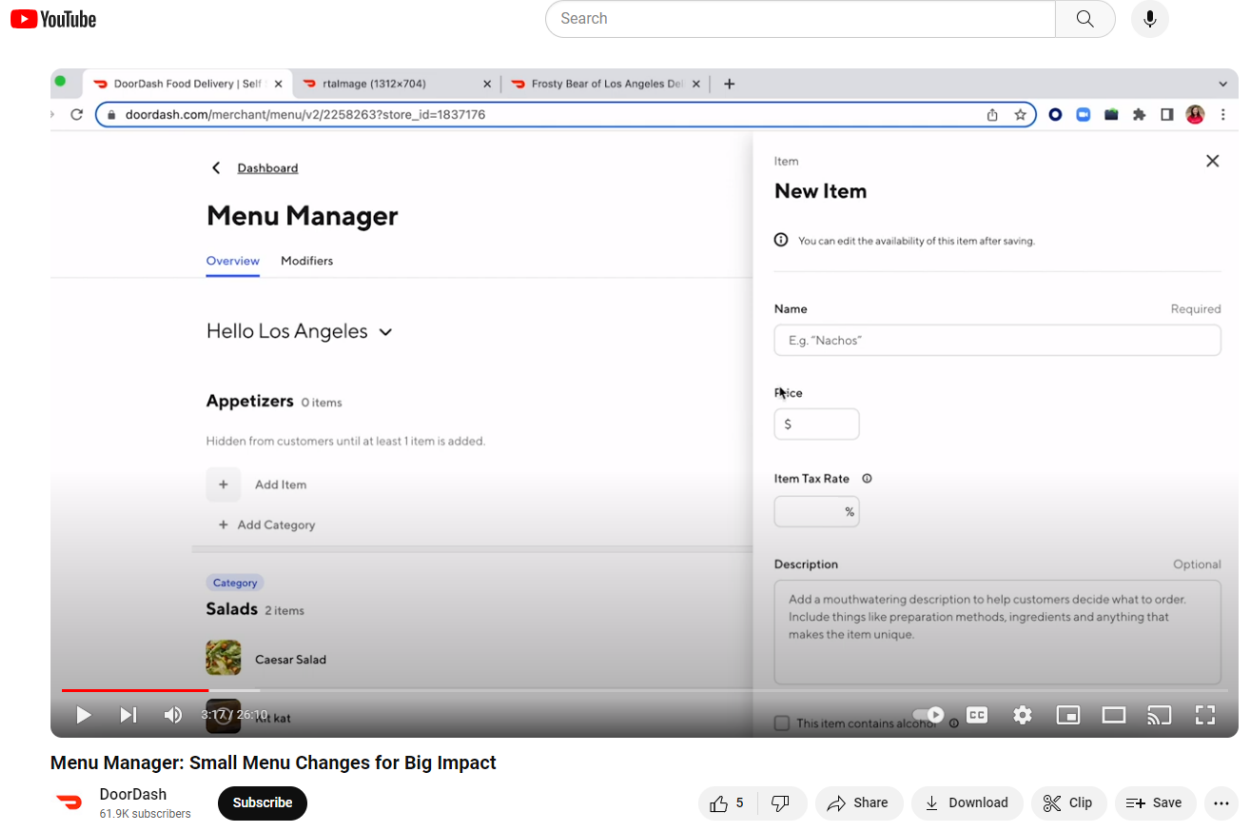 YouTube
Search
DoorDash Food Delivery | Self
rtaImage (1312×704)
Frosty Bear of Los Angeles De
doordash.com/merchant/menu/v2/2258263?store_id=1837176
Dashboard
Menu Manager
Overview Modifiers
Hello Los Angeles
Appetizers 0 items
Hidden from customers until at least 1 item is added.
+ Add Item
+ Add Category
Category
Salads 2 items
Caesar Salad
Kit kat
Item
New Item
You can edit the availability of this item after saving.
Name Required
E.g. "Nachos"
Price
$
Item Tax Rate
%
Description Optional
Add a mouthwatering description to help customers decide what to order.
Include things like preparation methods, ingredients and anything that
makes the item unique.
This item contains alcohol
3:17 / 26:10
CC
Menu Manager: Small Menu Changes for Big Impact
DoorDash
61.9K subscribers
Subscribe
5
Share
Download
Clip
Save